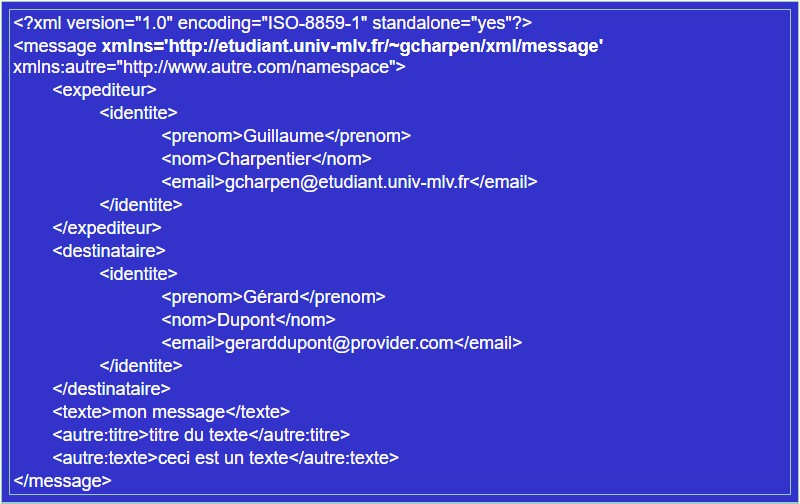 <?xml version="1.0" encoding="ISO-8859-1" standalone="yes"?>
<message xmlns='http://etudiant.univ-mlv.fr/~gcharpen/xml/message'
xmlns:autre="http://www.autre.com/namespace">
<expediteur>
<identite>
<prenom>Guillaume</prenom>
<nom>Charpentier</nom>
<email>gcharpen@etudiant.univ-mlv.fr</email>
</identite>
</expediteur>
<destinataire>
<identite>
<prenom>Gérard</prenom>
<nom>Dupont</nom>
<email>gerarddupont@provider.com</email>
</identite>
</destinataire>
<texte>mon message</texte>
<autre:titre>titre du texte</autre:titre>
<autre:texte>ceci est un texte</autre:texte>
</message>